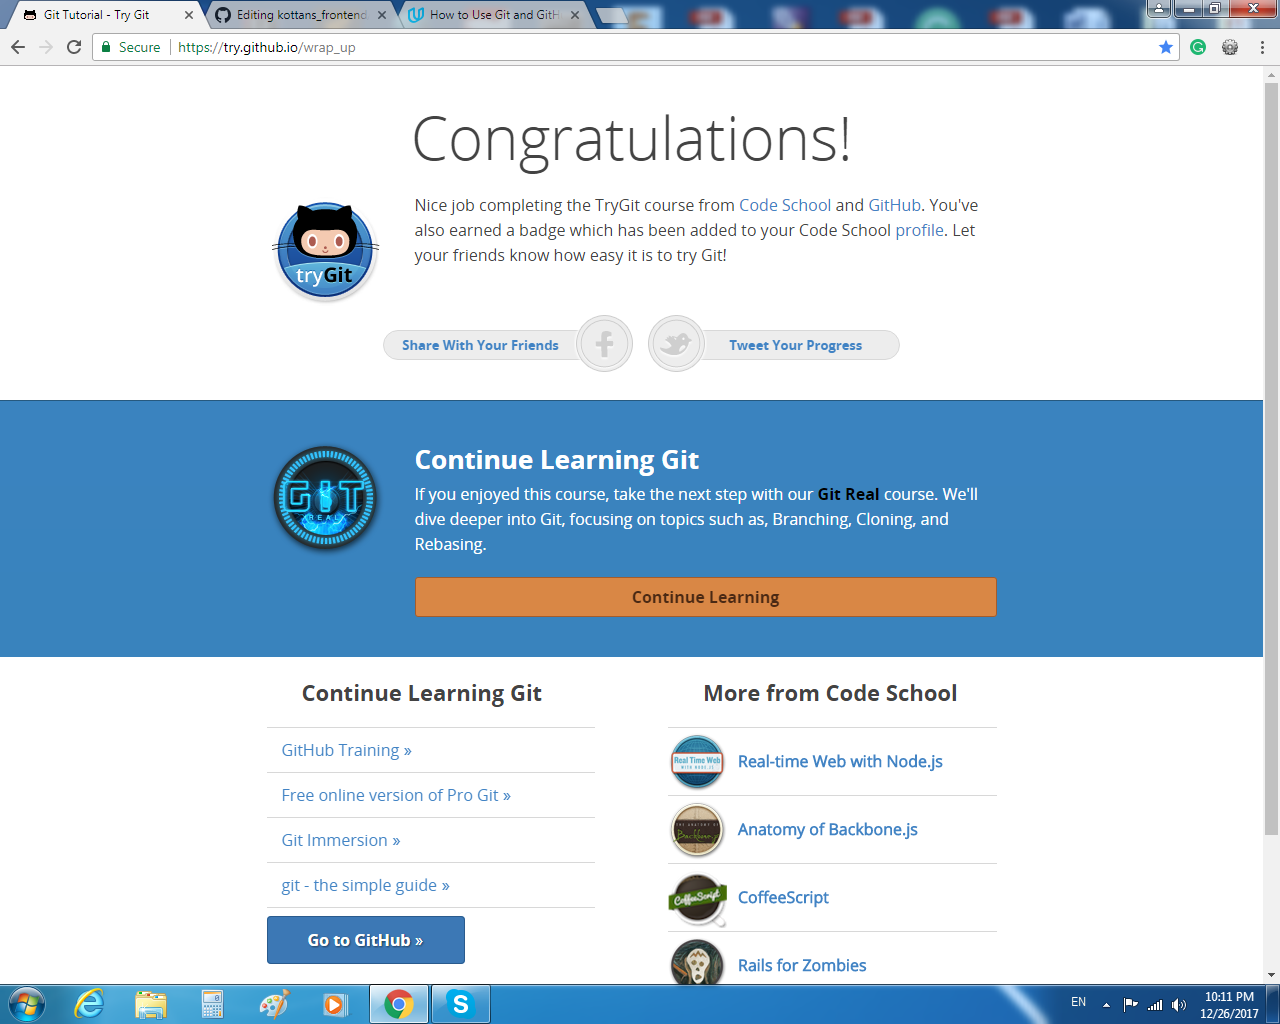 Git Tutorial - Try Git
Editing kottans_frontend
How to Use Git and GitH
Secure
https://try.github.io/wrap_up
Congratulations!
Nice job completing the TryGit course from Code School and GitHub. You've
also earned a badge which has been added to your Code School profile. Let
your friends know how easy it is to try Git!
tryGit
Share With Your Friends
Tweet Your Progress
Continue Learning Git
If you enjoyed this course, take the next step with our Git Real course. We'll
dive deeper into Git, focusing on topics such as, Branching, Cloning, and
Rebasing.
GIT
REAL
Continue Learning
Continue Learning Git
GitHub Training »
Free online version of Pro Git »
Git Immersion »
git - the simple guide »
Go to GitHub »
More from Code School
Real Time Web
WITH NODE.JS
Real-time Web with Node.js
THE ANATOMY OF
Backbone.js
Anatomy of Backbone.js
CoffeeScript
CoffeeScript
Rails for Zombies
EN
10:11 PM
12/26/2017